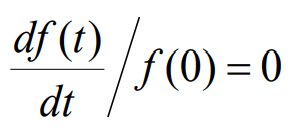 df(t)/dt / f(0) = 0